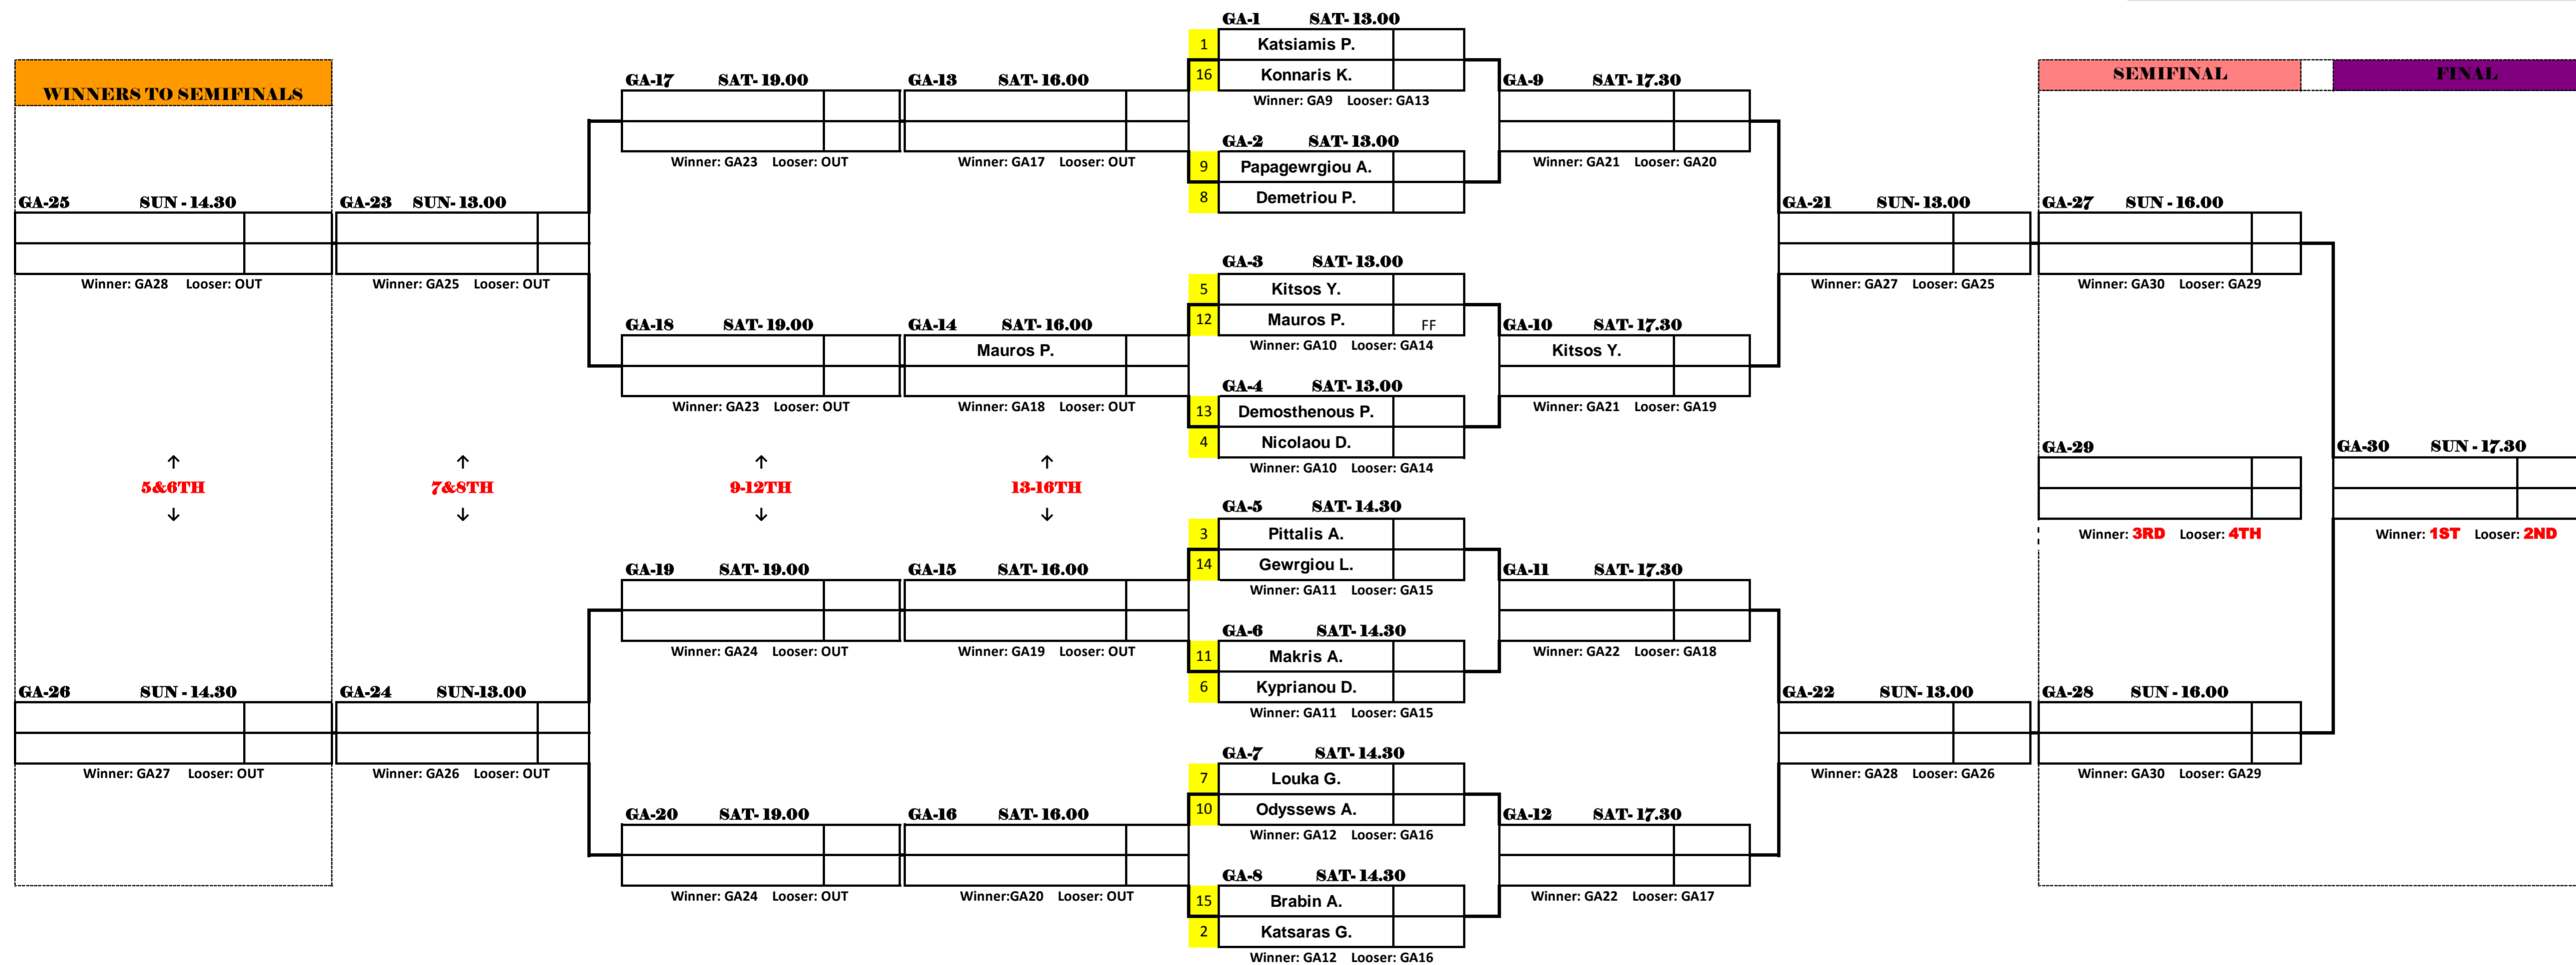 GA-1 SAT- 13.00
1 Katsiamis P.
16 Konnaris K.
Winner: GA9 Looser: GA13
WINNERS TO SEMIFINALS
SEMIFINAL
FINAL
GA-17 SAT- 19.00
GA-13 SAT- 16.00
GA-9 SAT- 17.30
GA-2 SAT- 13.00
9 Papagewrgiou A.
8 Demetriou P.
Winner: GA23 Looser: OUT
Winner: GA17 Looser: OUT
Winner: GA21 Looser: GA20
GA-25 SUN - 14.30
GA-23 SUN- 13.00
GA-21 SUN- 13.00
GA-27 SUN - 16.00
Winner: GA28 Looser: OUT
Winner: GA25 Looser: OUT
Winner: GA27 Looser: GA25
Winner: GA30 Looser: GA29
GA-3 SAT- 13.00
5 Kitsos Y.
12 Mauros P. FF
Winner: GA10 Looser: GA14
GA-18 SAT- 19.00
GA-14 SAT- 16.00
Mauros P.
GA-10 SAT- 17.30
Kitsos Y.
GA-4 SAT- 13.00
13 Demosthenous P.
4 Nicolaou D.
Winner: GA10 Looser: GA14
Winner: GA23 Looser: OUT
Winner: GA18 Looser: OUT
Winner: GA21 Looser: GA19
↑ ↑ ↑ ↑
5&6TH 7&8TH 9-12TH 13-16TH
↓ ↓ ↓ ↓
GA-29
Winner: 3RD Looser: 4TH
GA-30 SUN - 17.30
Winner: 1ST Looser: 2ND
GA-5 SAT- 14.30
3 Pittalis A.
14 Gewrgiou L.
Winner: GA11 Looser: GA15
GA-19 SAT- 19.00
GA-15 SAT- 16.00
GA-11 SAT- 17.30
GA-6 SAT- 14.30
11 Makris A.
6 Kyprianou D.
Winner: GA11 Looser: GA15
Winner: GA24 Looser: OUT
Winner: GA19 Looser: OUT
Winner: GA22 Looser: GA18
GA-26 SUN - 14.30
GA-24 SUN-13.00
GA-22 SUN- 13.00
GA-28 SUN - 16.00
Winner: GA27 Looser: OUT
Winner: GA26 Looser: OUT
Winner: GA28 Looser: GA26
Winner: GA30 Looser: GA29
GA-7 SAT- 14.30
7 Louka G.
10 Odyssews A.
Winner: GA12 Looser: GA16
GA-20 SAT- 19.00
GA-16 SAT- 16.00
GA-12 SAT- 17.30
GA-8 SAT- 14.30
15 Brabin A.
2 Katsaras G.
Winner: GA12 Looser: GA16
Winner: GA24 Looser: OUT
Winner:GA20 Looser: OUT
Winner: GA22 Looser: GA17